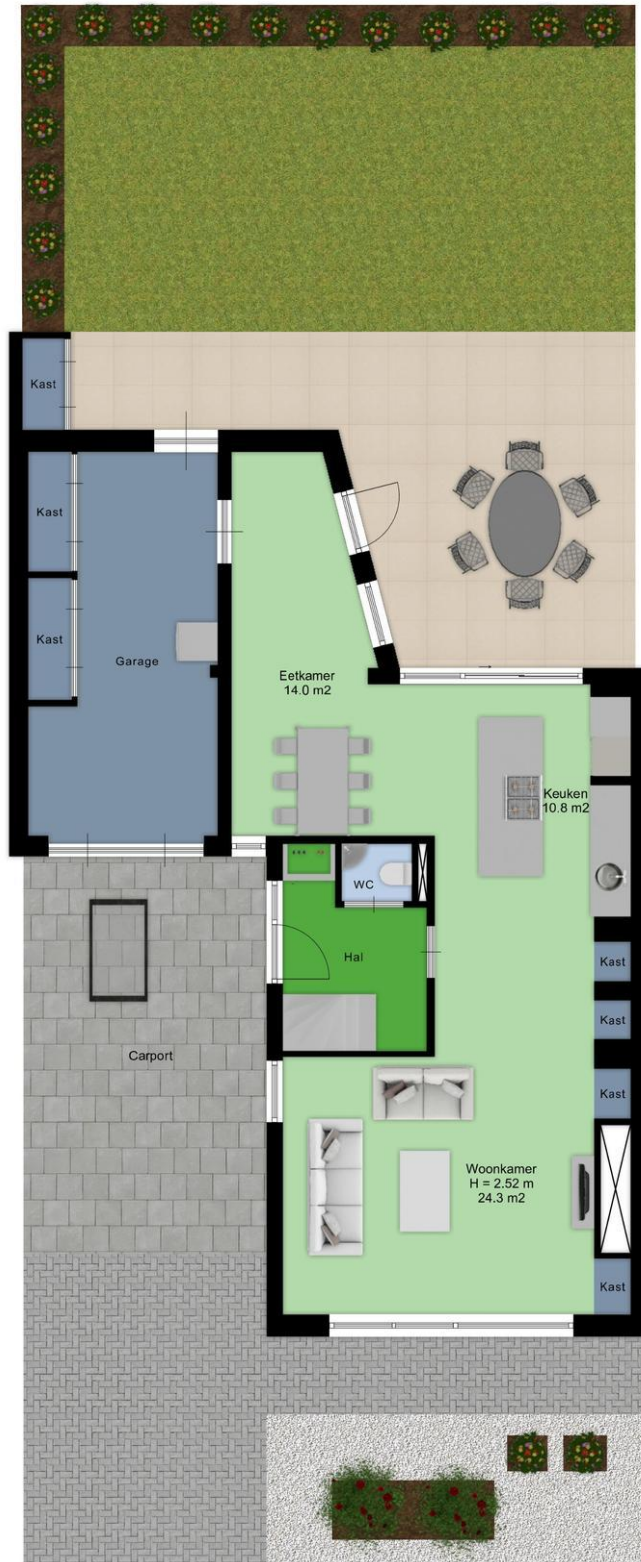 Kast
Kast
Kast
Garage
Eetkamer
14.0 m2
Keuken
10.8 m2
WC
Hal
Kast
Kast
Carport
Kast
Woonkamer
H = 2.52 m
24.3 m2
Kast